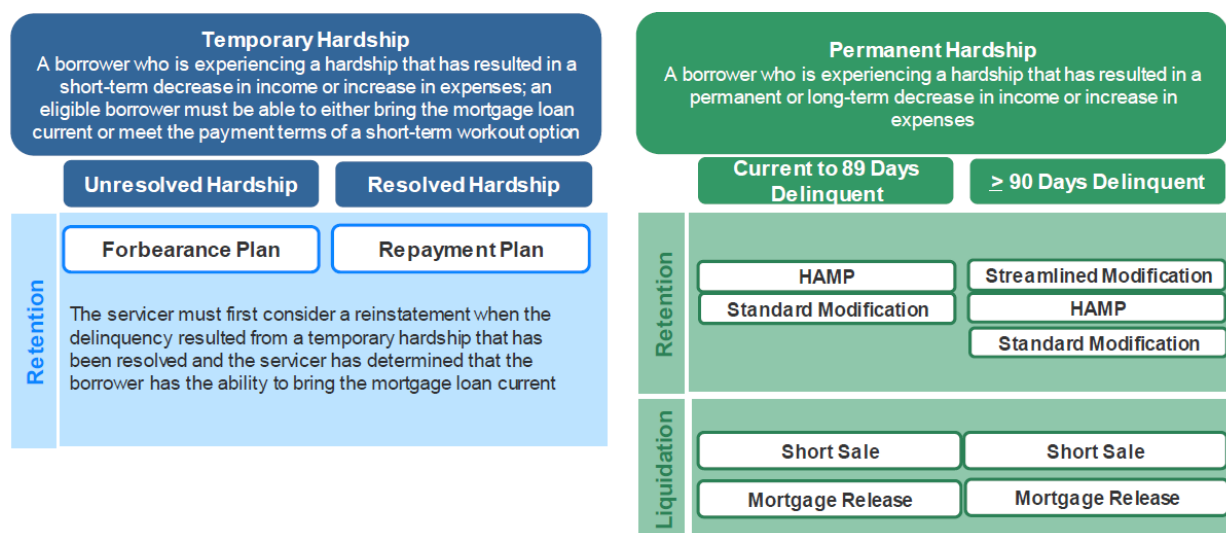 Temporary Hardship
A borrower who is experiencing a hardship that has resulted in a
short-term decrease in income or increase in expenses; an
eligible borrower must be able to either bring the mortgage loan
current or meet the payment terms of a short-term workout option
Unresolved Hardship
Resolved Hardship
Retention
Forbearance Plan
Repayment Plan
The servicer must first consider a reinstatement when the
delinquency resulted from a temporary hardship that has
been resolved and the servicer has determined that the
borrower has the ability to bring the mortgage loan current
Permanent Hardship
A borrower who is experiencing a hardship that has resulted in a
permanent or long-term decrease in income or increase in
expenses
Current to 89 Days
Delinquent
≥ 90 Days Delinquent
Retention
HAMP
Standard Modification
Streamlined Modification
HAMP
Standard Modification
Liquidation
Short Sale
Short Sale
Mortgage Release
Mortgage Release